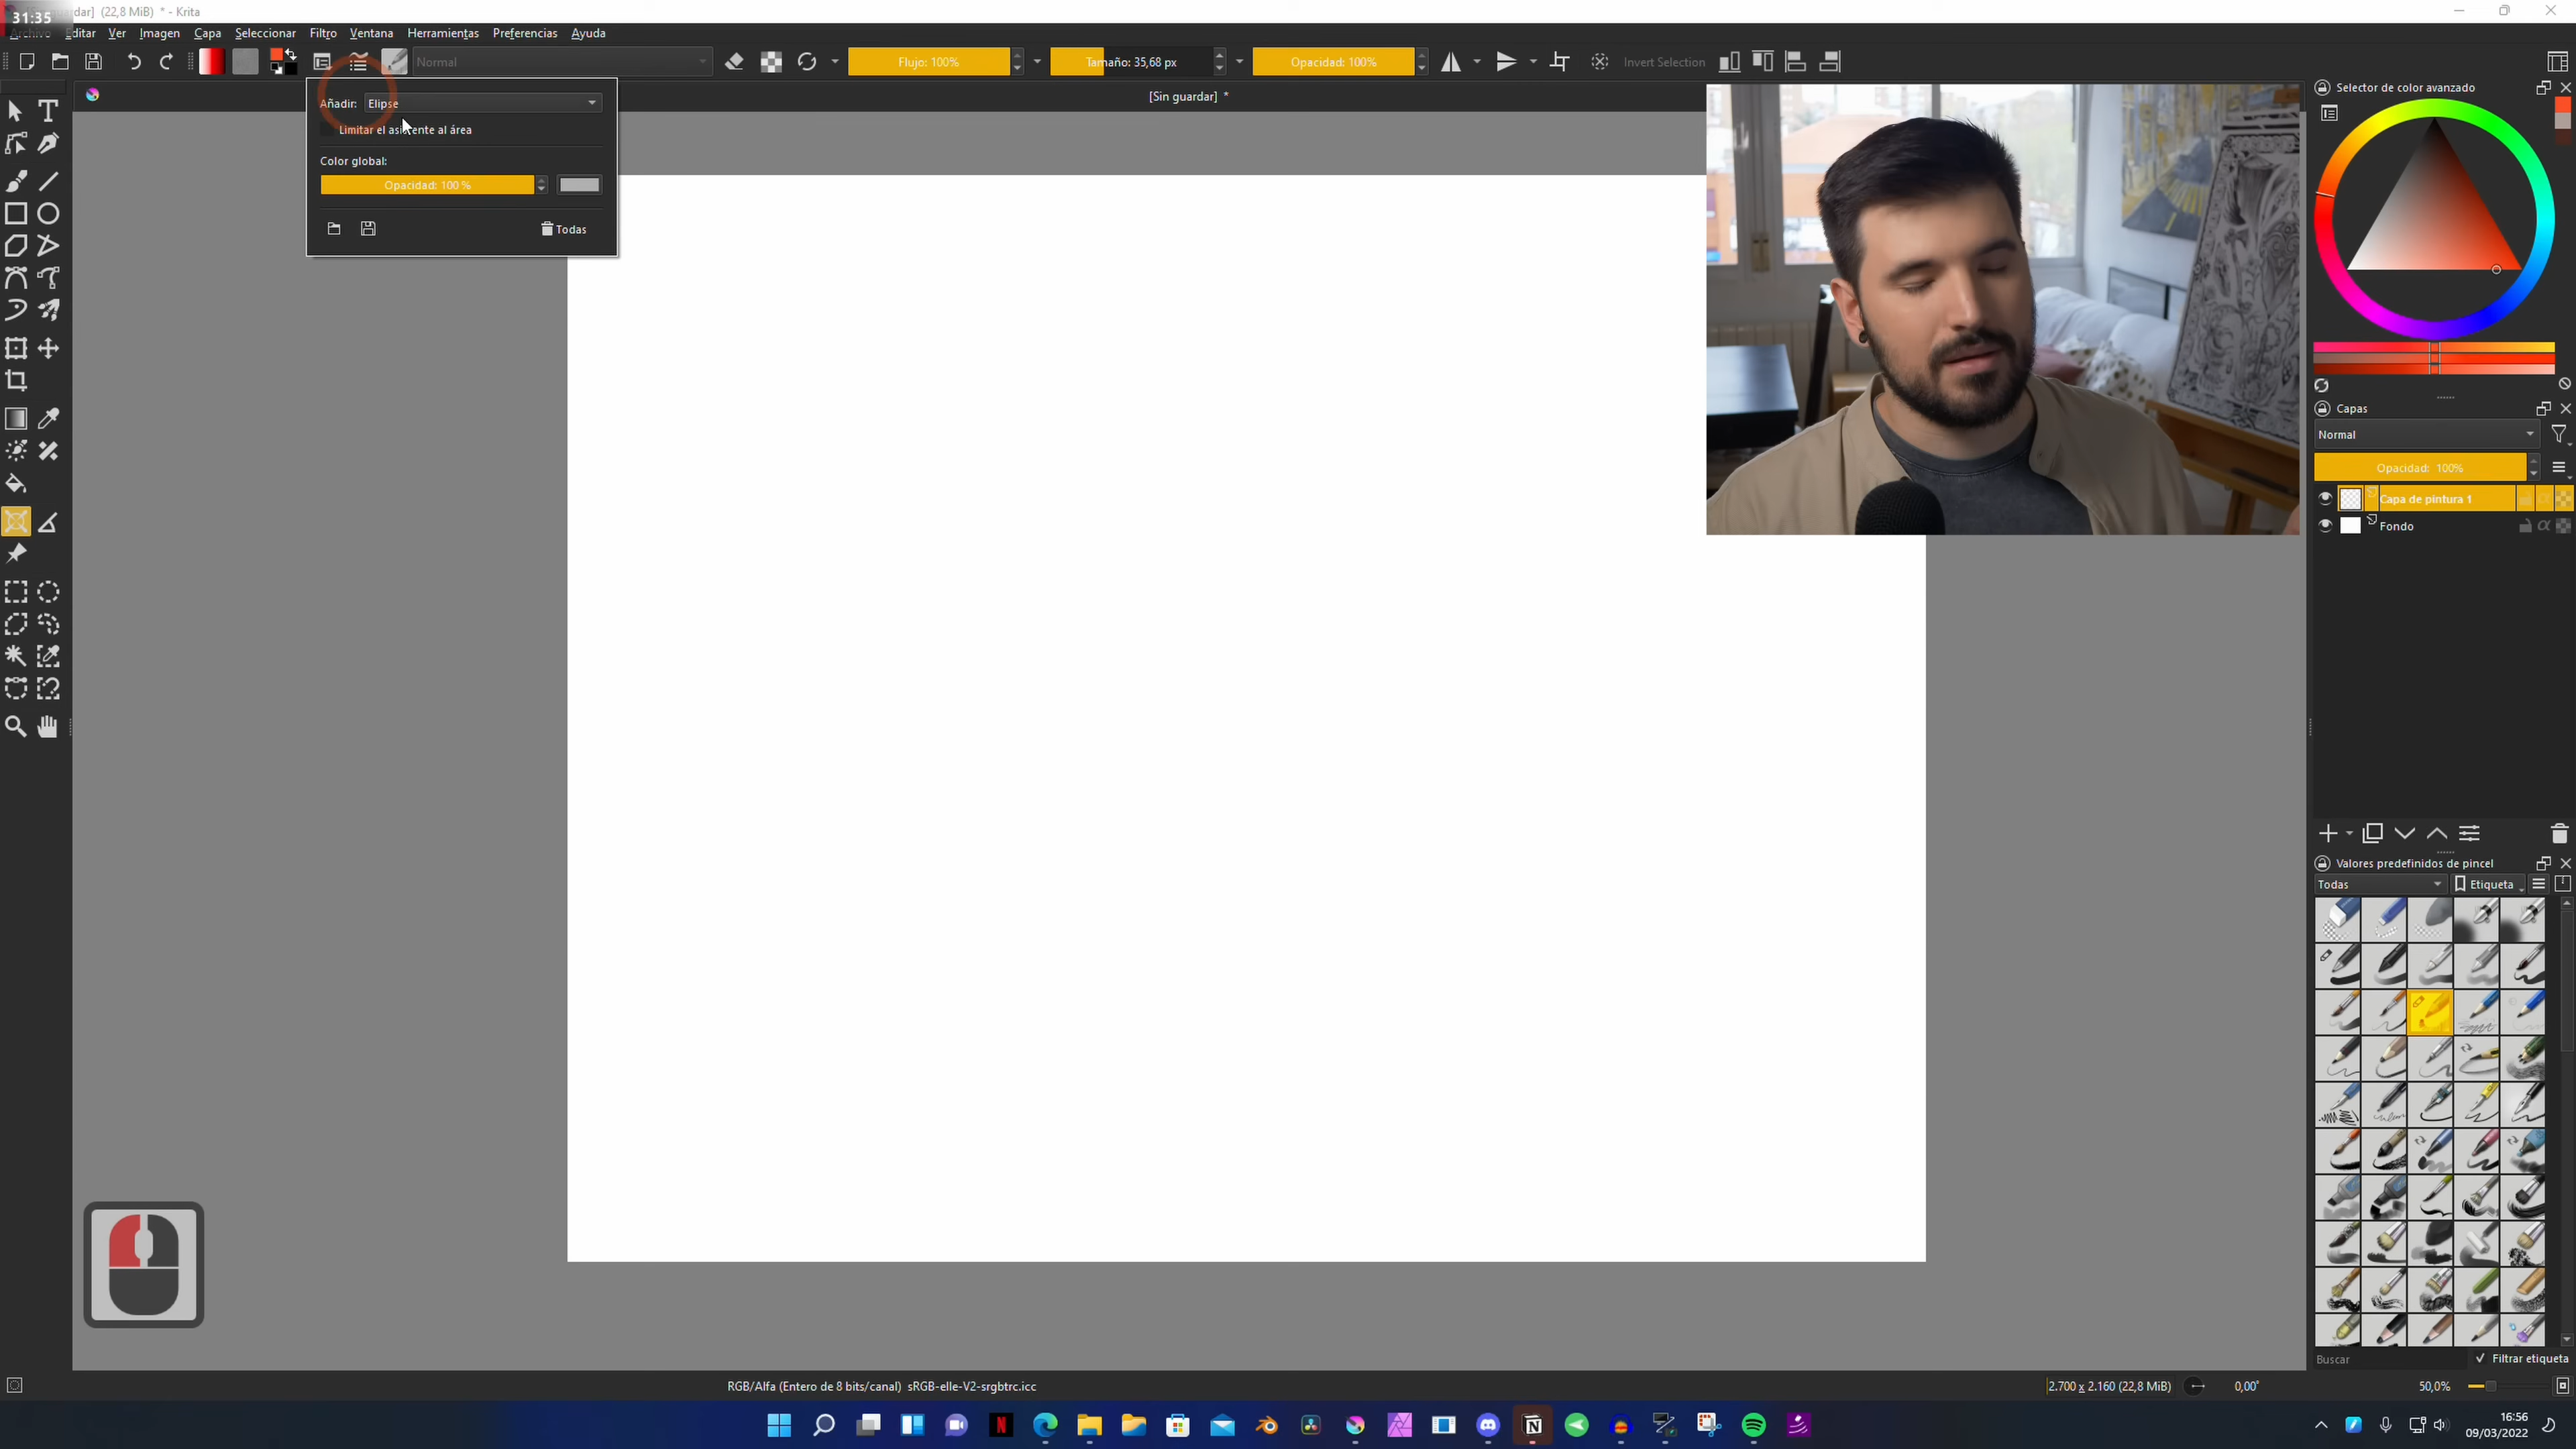 31:35
dar] (22,8 MiB) * - Krita
Archivo Editar Ver Imagen Capa Seleccionar Filtro Ventana Herramientas Preferencias Ayuda
Normal
Flujo: 100%
Tamaño: 35,68 px
Opacidad: 100%
Invert Selection
[Sin guardar] *
Añadir: Elipse
Limitar el asistente al área
Color global:
Opacidad: 100 %
Todas
Selector de color avanzado
Capas
Normal
Opacidad: 100%
Capa de pintura 1
Fondo
Valores predefinidos de pincel
Todas
Etiqueta
Buscar
Filtrar etiqueta
RGB/Alfa (Entero de 8 bits/canal) sRGB-elle-V2-srgbtrc.icc
2.700 x 2.160 (22,8 MiB)
0,00°
50,0%
16:56
09/03/2022